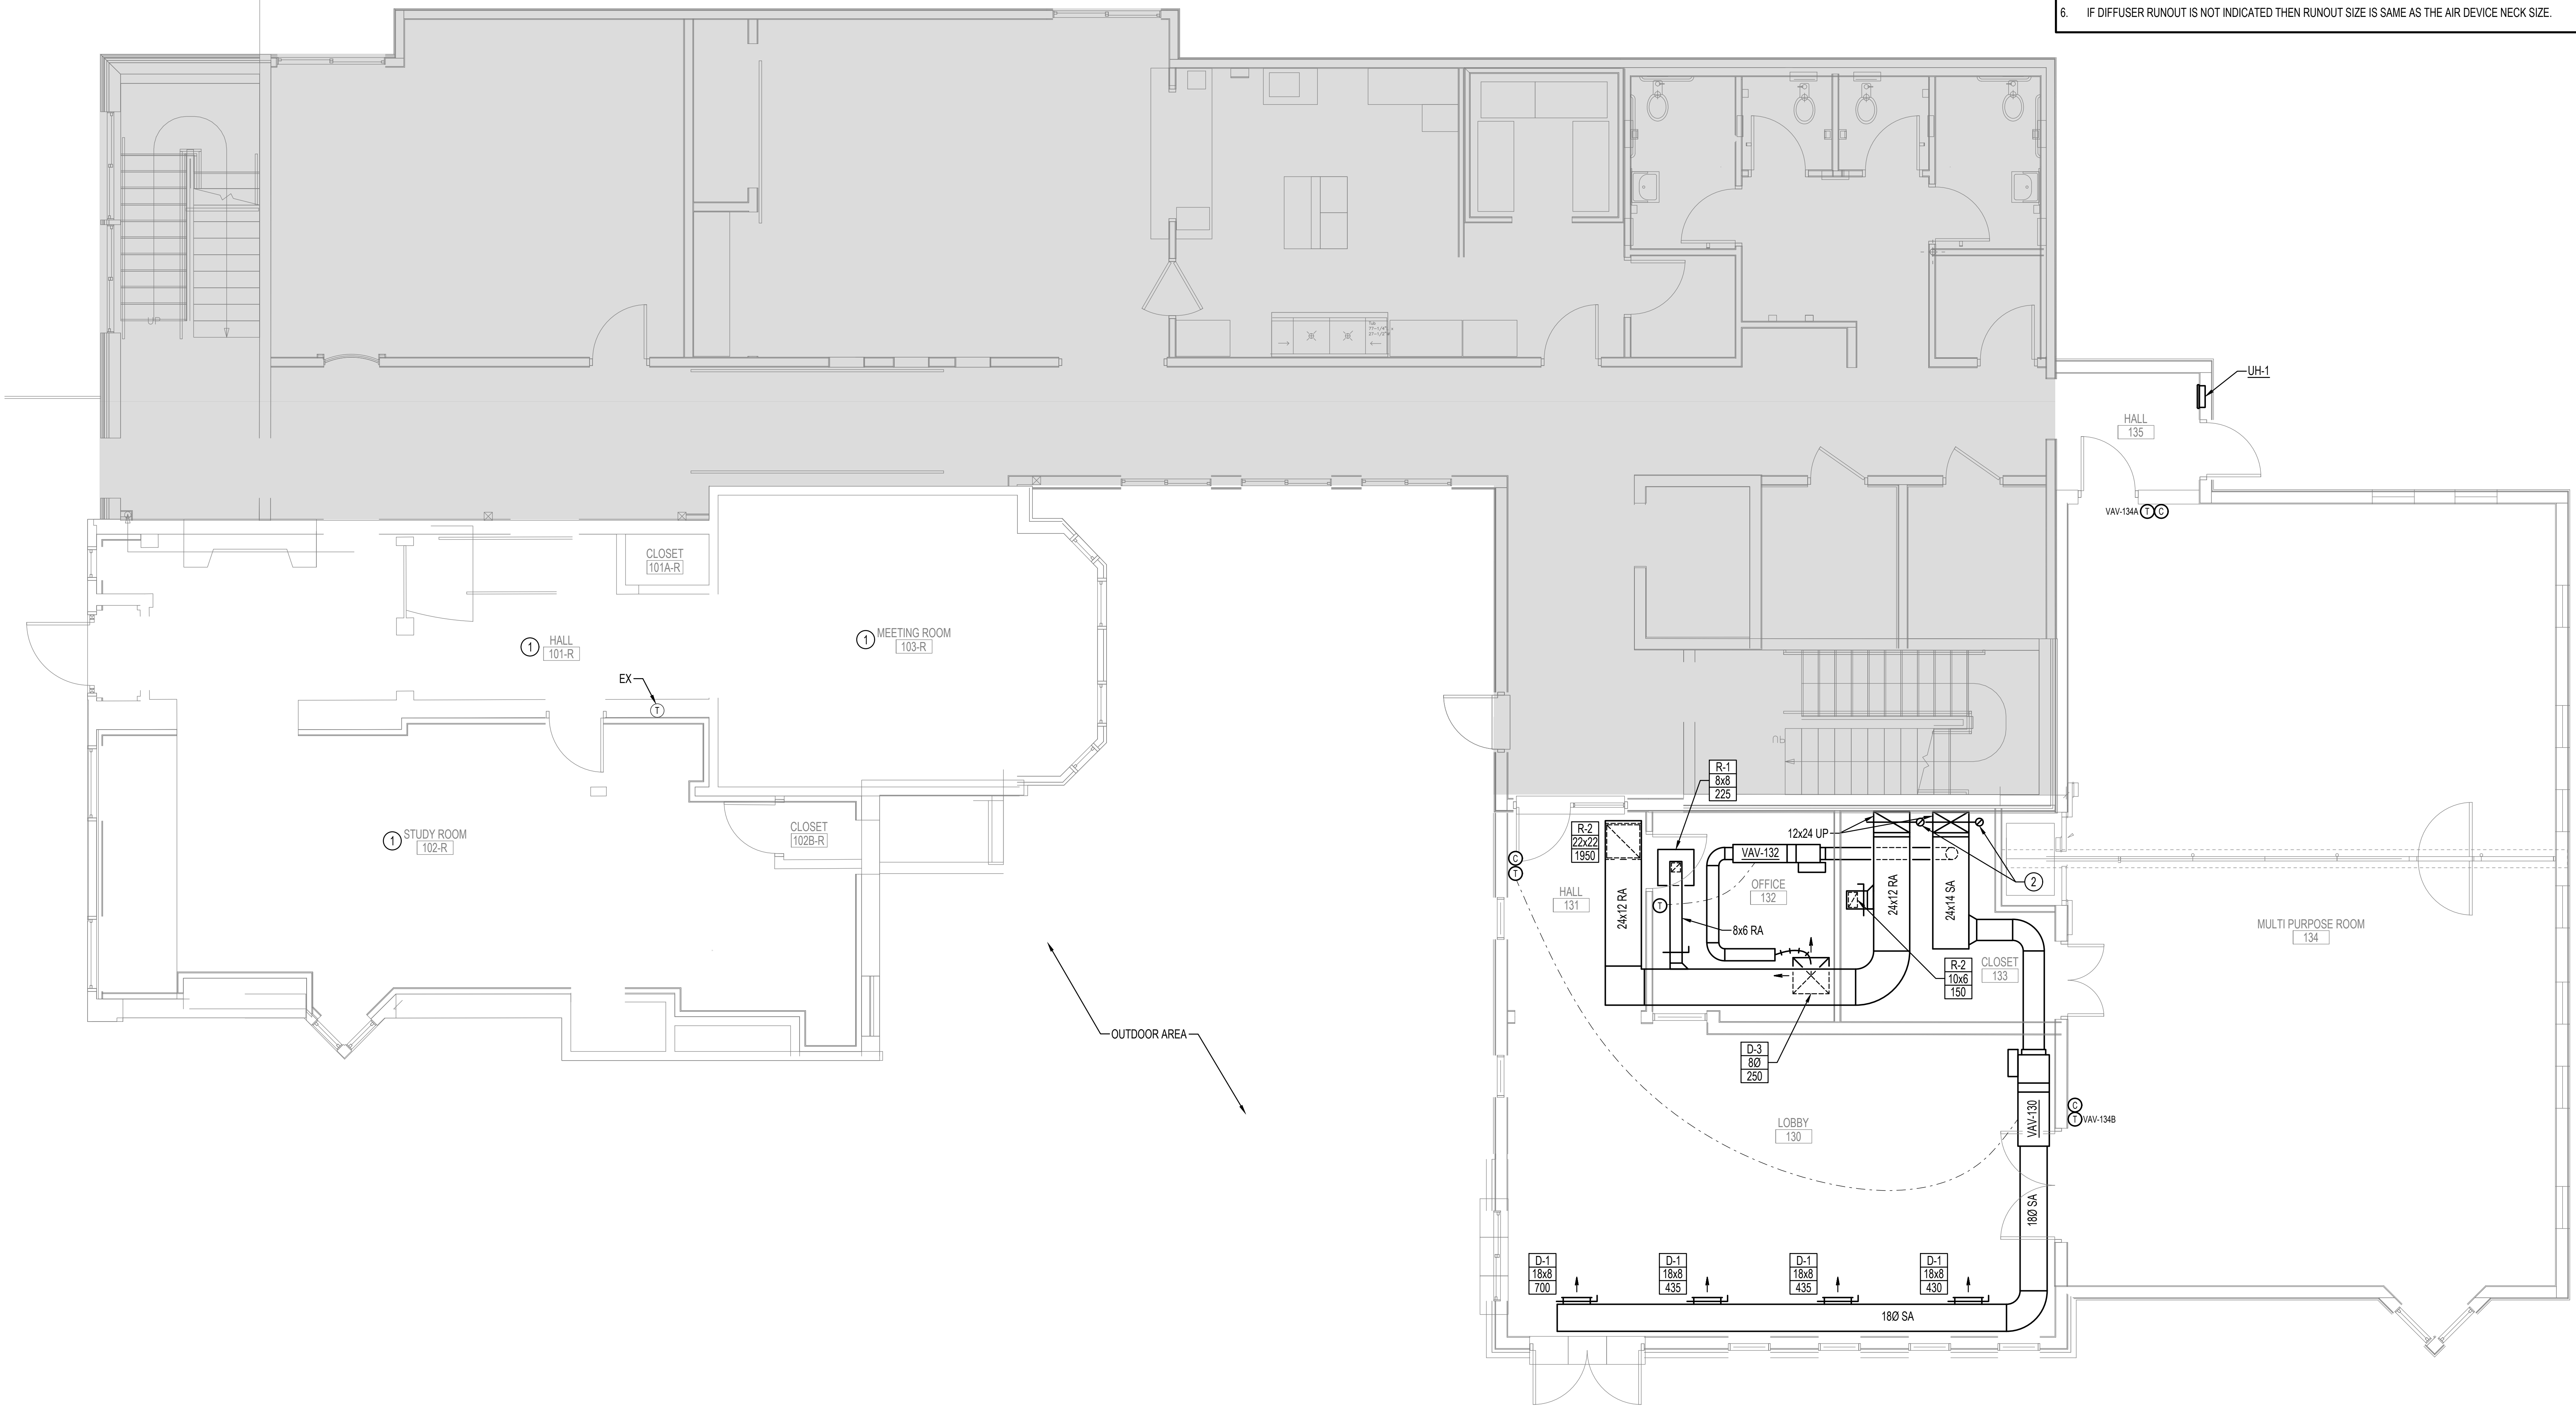 6. IF DIFFUSER RUNOUT IS NOT INDICATED THEN RUNOUT SIZE IS SAME AS THE AIR DEVICE NECK SIZE.
UP
UH-1
HALL
135
VAV-134A T C
CLOSET
101A-R
1 HALL
101-R
1 MEETING ROOM
103-R
EX
T
1 STUDY ROOM
102-R
CLOSET
102B-R
OUTDOOR AREA
UP
R-1
8x8
225
R-2
22x22
1950
12x24 UP
VAV-132
C
T
2
HALL
131
OFFICE
132
T
24x12 RA
24x12 RA
24x14 SA
8x6 RA
R-2
10x6
150
CLOSET
133
MULTI PURPOSE ROOM
134
D-3
8Ø
250
LOBBY
130
VAV-130
C
T VAV-134B
18Ø SA
D-1
18x8
700
D-1
18x8
435
D-1
18x8
435
D-1
18x8
430
18Ø SA